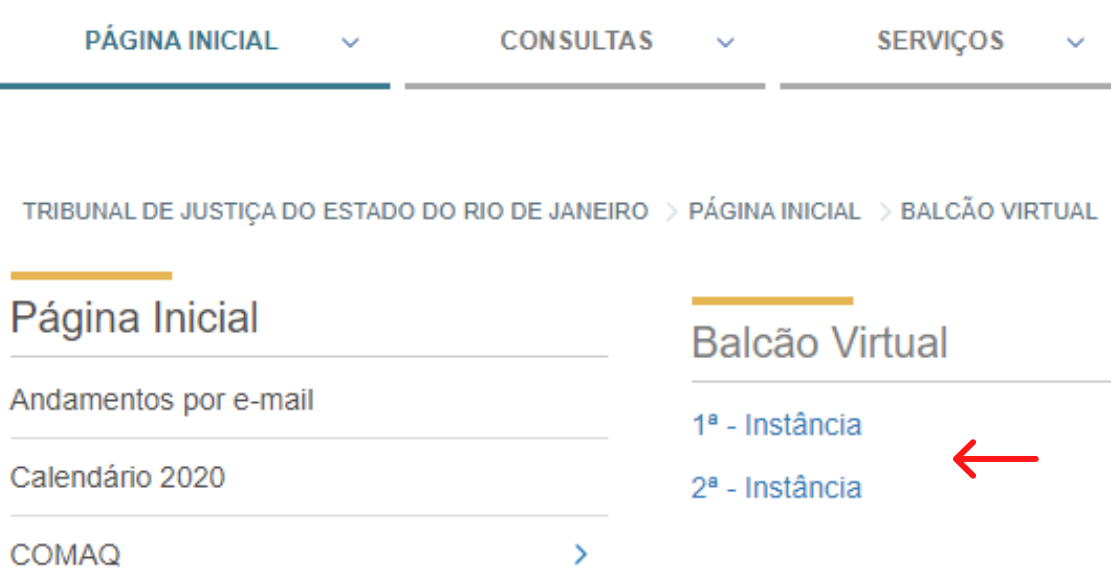 PÁGINA INICIAL
CONSULTAS
SERVIÇOS
TRIBUNAL DE JUSTIÇA DO ESTADO DO RIO DE JANEIRO > PÁGINA INICIAL > BALCÃO VIRTUAL
Página Inicial
Andamentos por e-mail
Calendário 2020
COMAQ
Balcão Virtual
1ª - Instância
2ª - Instância